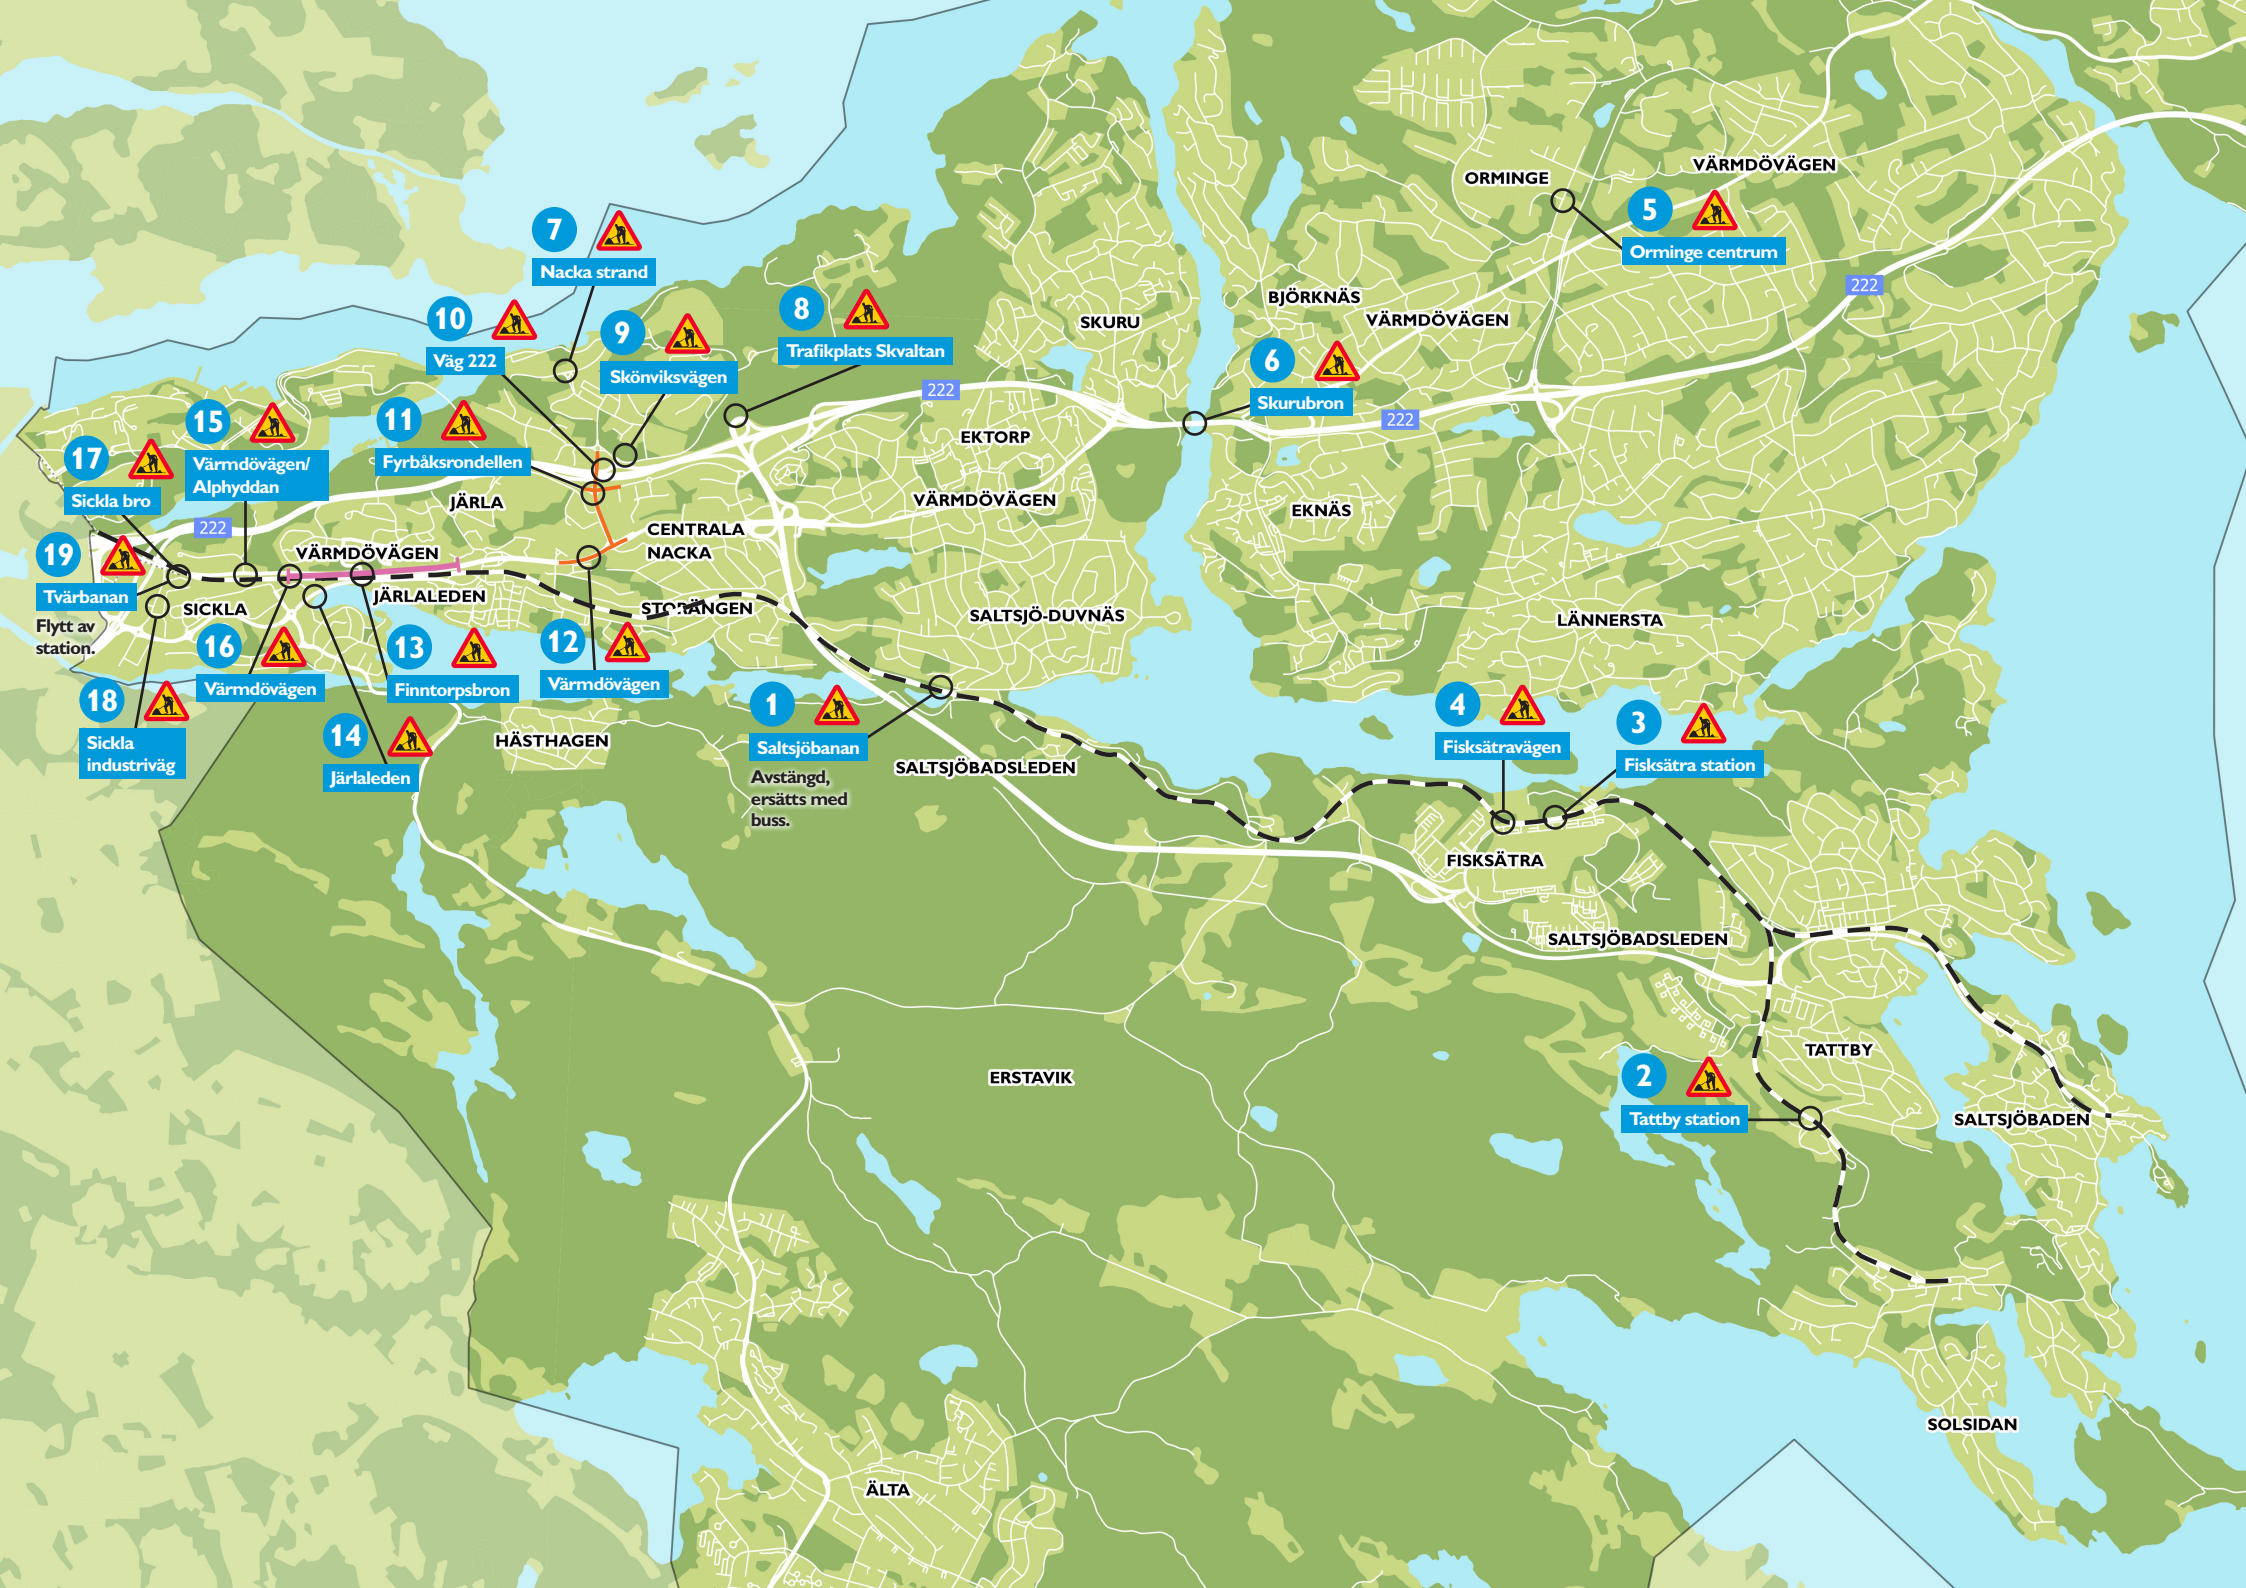 VÄRMDÖVÄGEN
ORMINGE
5
Orminge centrum
7
Nacka strand
222
BJÖRKNÄS
VÄRMDÖVÄGEN
SKURU
8
Trafikplats Skvaltan
10
Väg 222
9
Skönviksvägen
6
Skurubron
222
222
11
Fyrbåksrondellen
15
Värmdövägen/
Alphyddan
17
Sickla bro
EKTORP
VÄRMDÖVÄGEN
JÄRLA
EKNÄS
222
CENTRALA
NACKA
19
Tvärbanan
Flytt av
station.
VÄRMDÖVÄGEN
JÄRLALEDEN
SICKLA
STORÄNGEN
SALTSJÖ-DUVNÄS
LÄNNERSTA
16
Värmdövägen
13
Finntorpsbron
12
Värmdövägen
18
Sickla
industriväg
14
Järlaleden
HÄSTHAGEN
1
Saltsjöbanan
Avstängd,
ersätts med
buss.
SALTSJÖBADSLEDEN
4
Fisksätravägen
3
Fisksätra station
FISKSÄTRA
SALTSJÖBADSLEDEN
TATTBY
ERSTAVIK
2
Tattby station
SALTSJÖBADEN
SOLSIDAN
ÄLTA